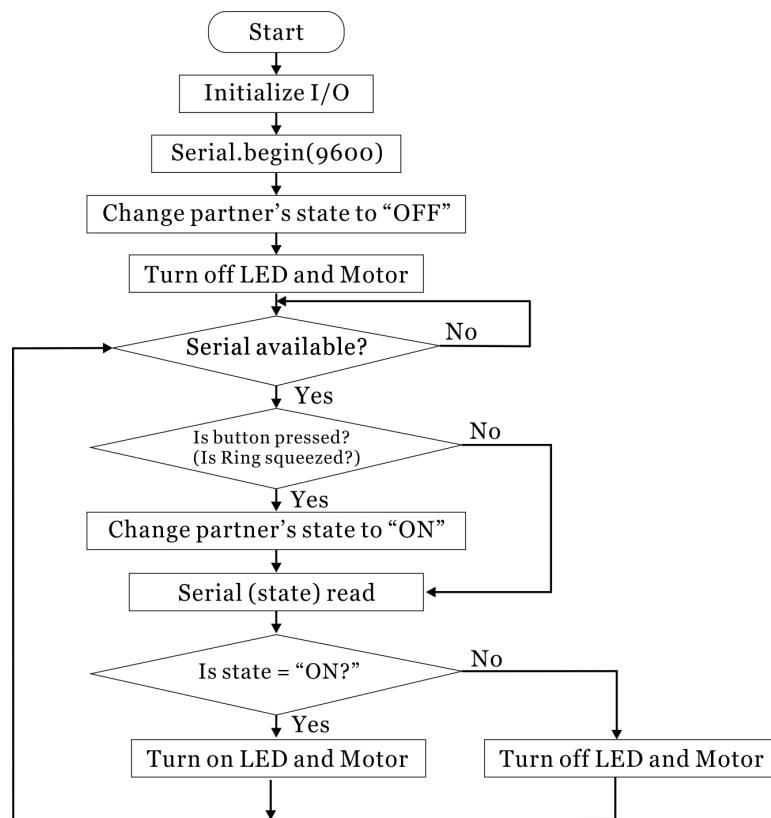 Start
Initialize I/O
Serial.begin(9600)
Change partner's state to “OFF”
Turn off LED and Motor
No
Serial available?
Yes
Is button pressed?
(Is Ring squeezed?)
No
Yes
Change partner's state to “ON”
Serial (state) read
Is state = “ON?”
No
Yes
Turn on LED and Motor
Turn off LED and Motor